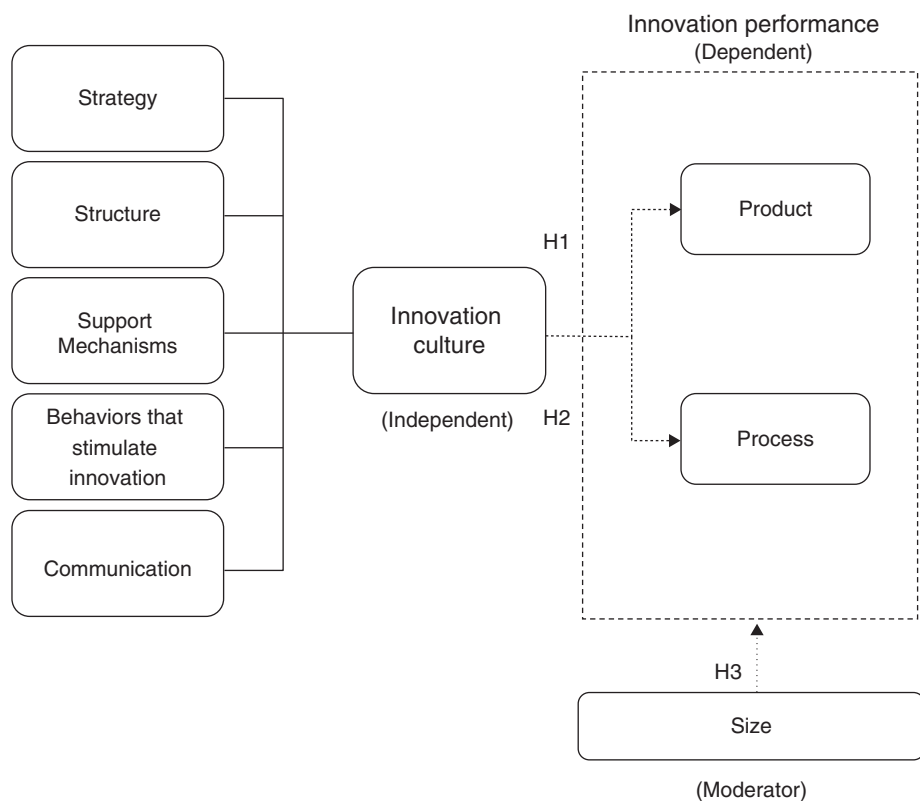 Innovation performance
(Dependent)
Strategy
Structure
Support
Mechanisms
Behaviors that
stimulate
innovation
Communication
Innovation
culture
(Independent)
H1
H2
Product
Process
H3
Size
(Moderator)